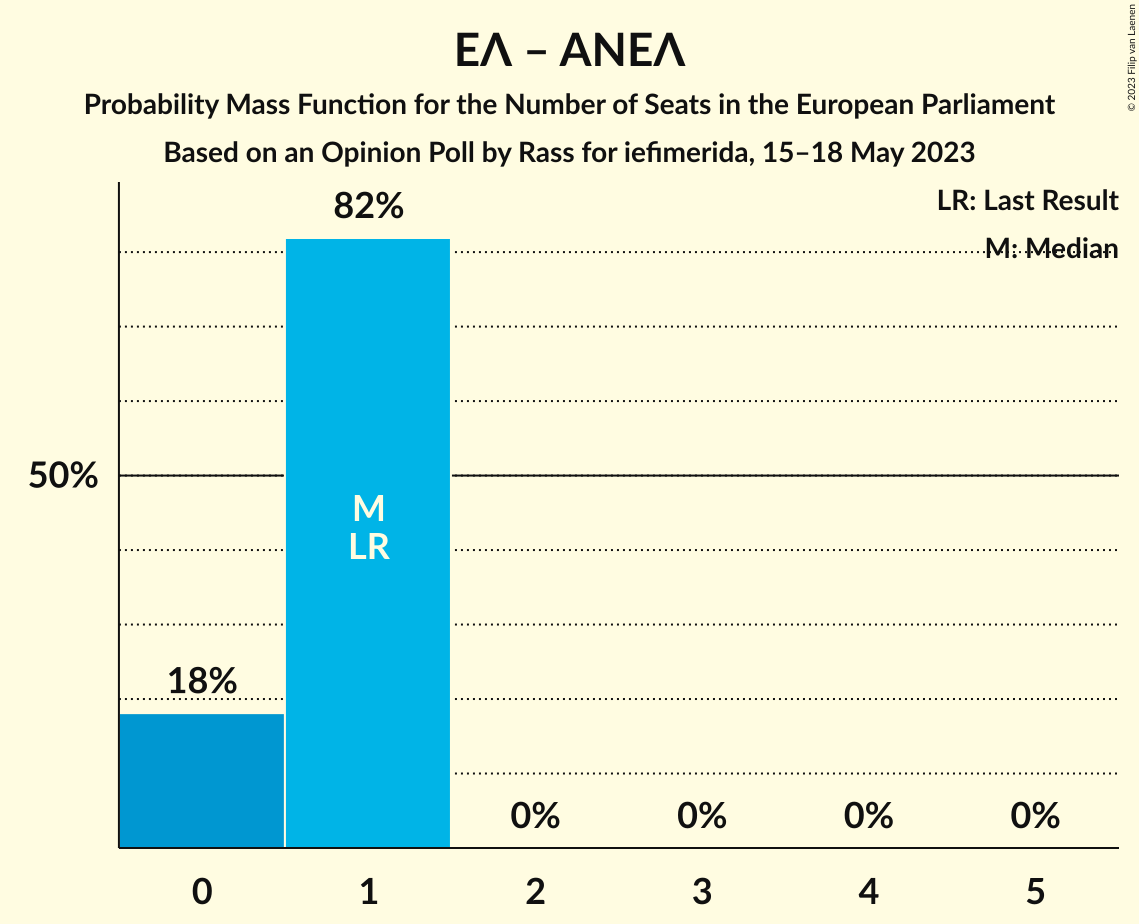 ΕΛ – ΑΝΕΛ
Probability Mass Function for the Number of Seats in the European Parliament
Based on an Opinion Poll by Rass for iefimerida, 15–18 May 2023
© 2023 Filip van Laenen
LR: Last Result
M: Median
82%
50%
M
LR
18%
0% 0% 0% 0%
0 1 2 3 4 5